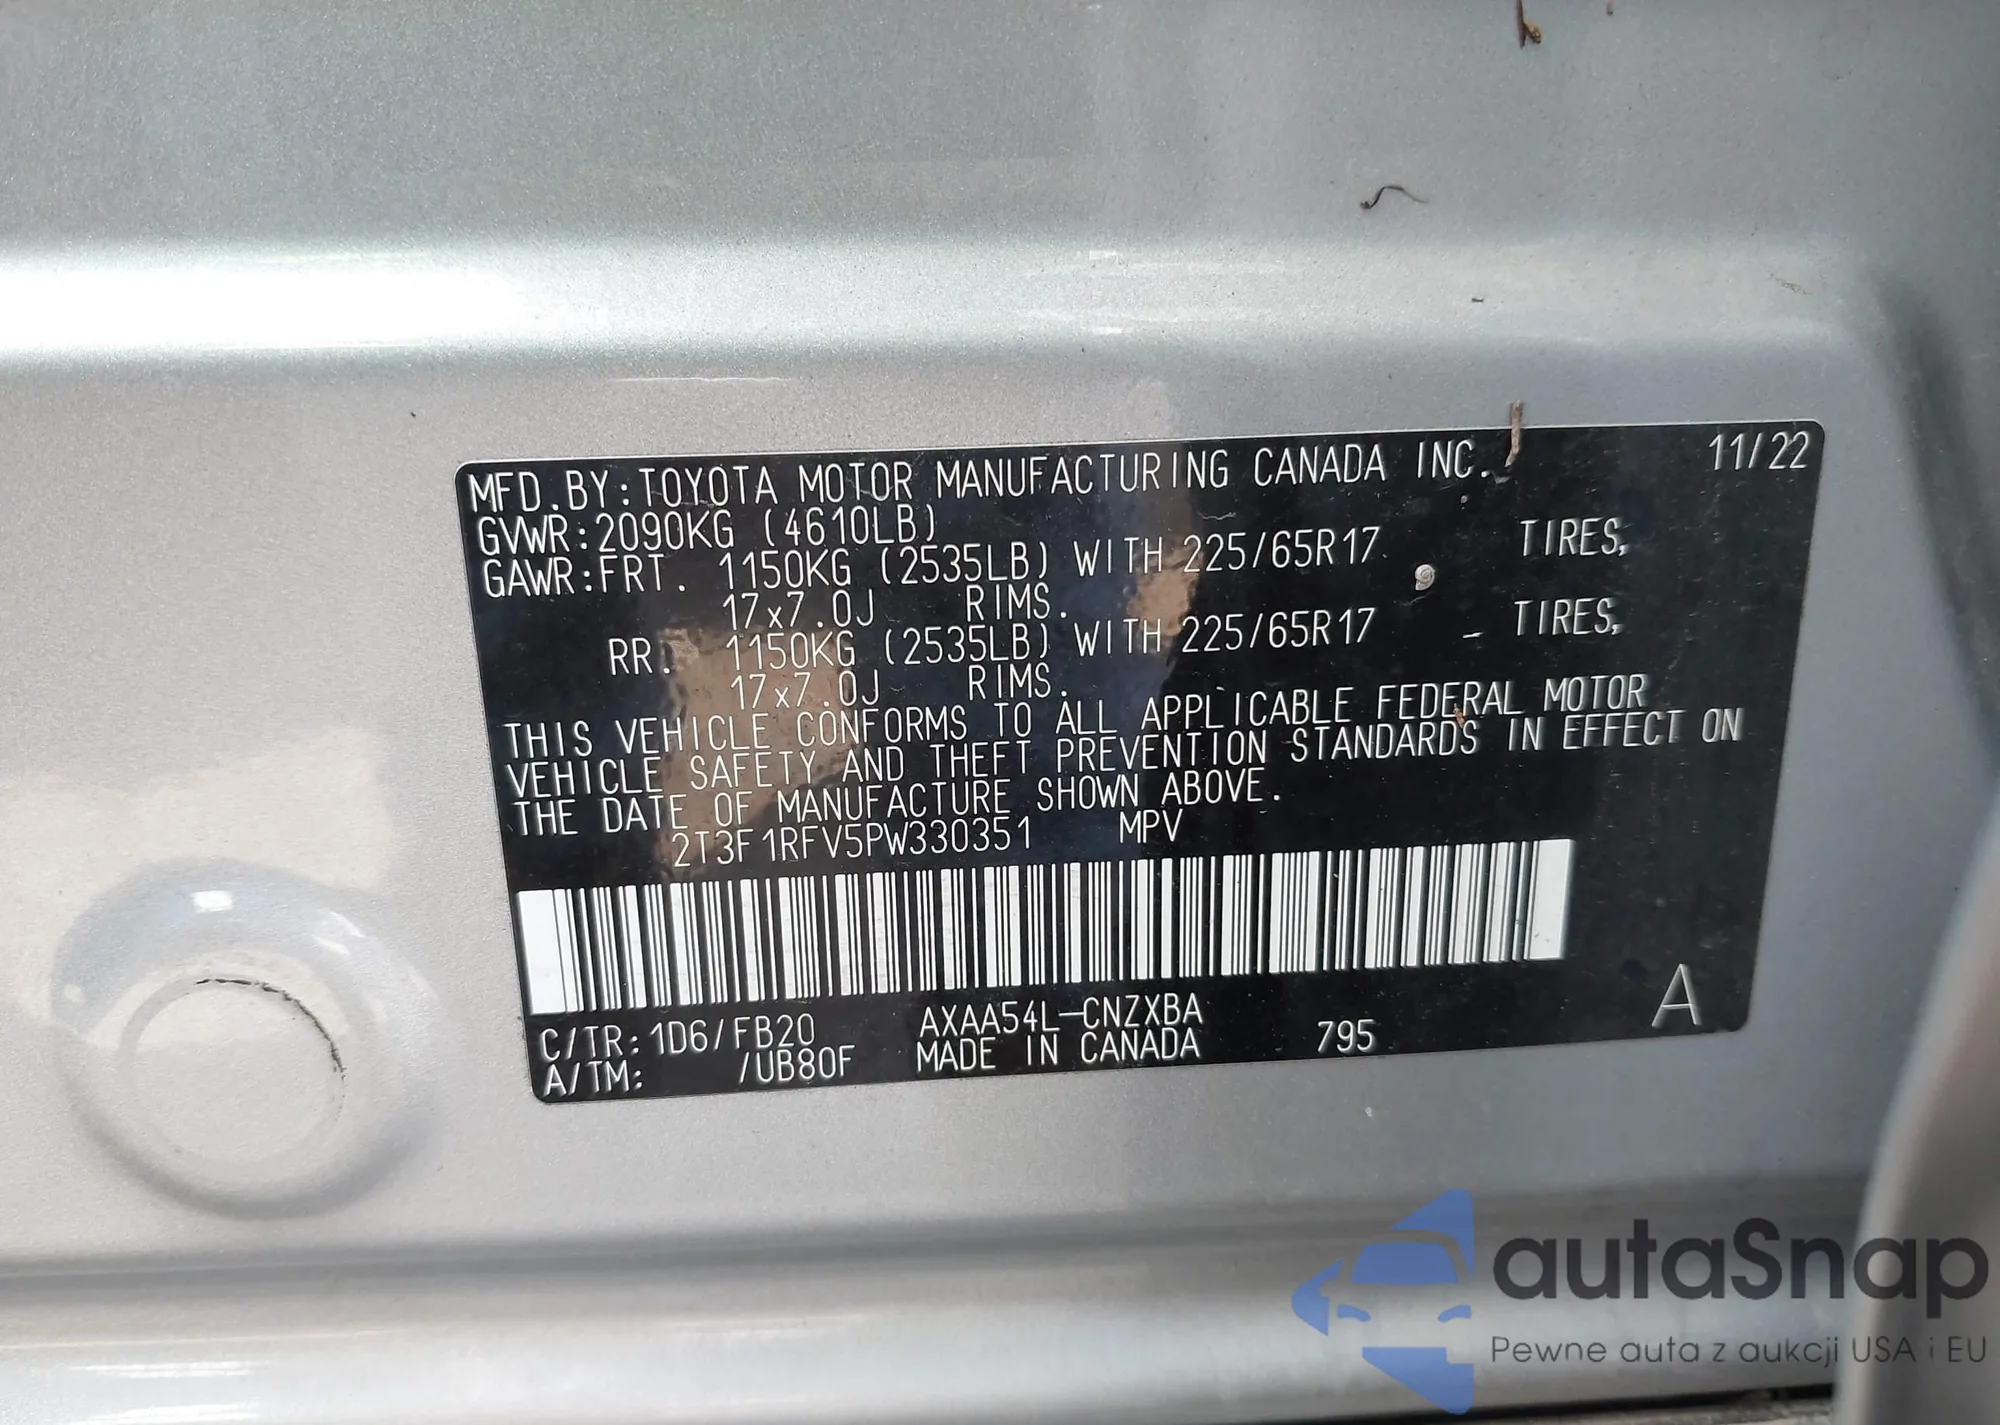 MFD.BY:TOYOTA MOTOR MANUFACTURING CANADA INC. 11/22
GVWR:2090KG (4610LB)
GAWR:FRT. 1150KG (2535LB) WITH 225/65R17 TIRES,
17x7.0J RIMS.
RR. 1150KG (2535LB) WITH 225/65R17 TIRES,
17x7.0J RIMS.
THIS VEHICLE CONFORMS TO ALL APPLICABLE FEDERAL MOTOR
VEHICLE SAFETY AND THEFT PREVENTION STANDARDS IN EFFECT ON
THE DATE OF MANUFACTURE SHOWN ABOVE.
2T3F1RFV5PW330351 MPV
C/TR: 1D6/FB20 AXAA54L-CNZXBA 795 A
A/TM: /UB80F MADE IN CANADA
autoSnap
Pewne auta z aukcji USA i EU